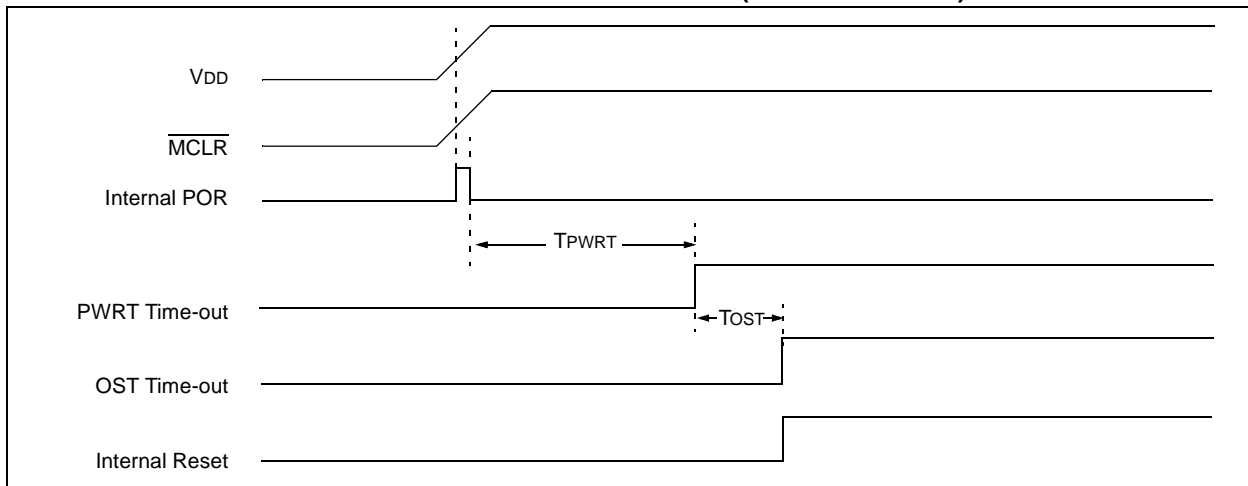 VDD
MCLR
Internal POR
TPWRT
PWRT Time-out
TOST
OST Time-out
Internal Reset